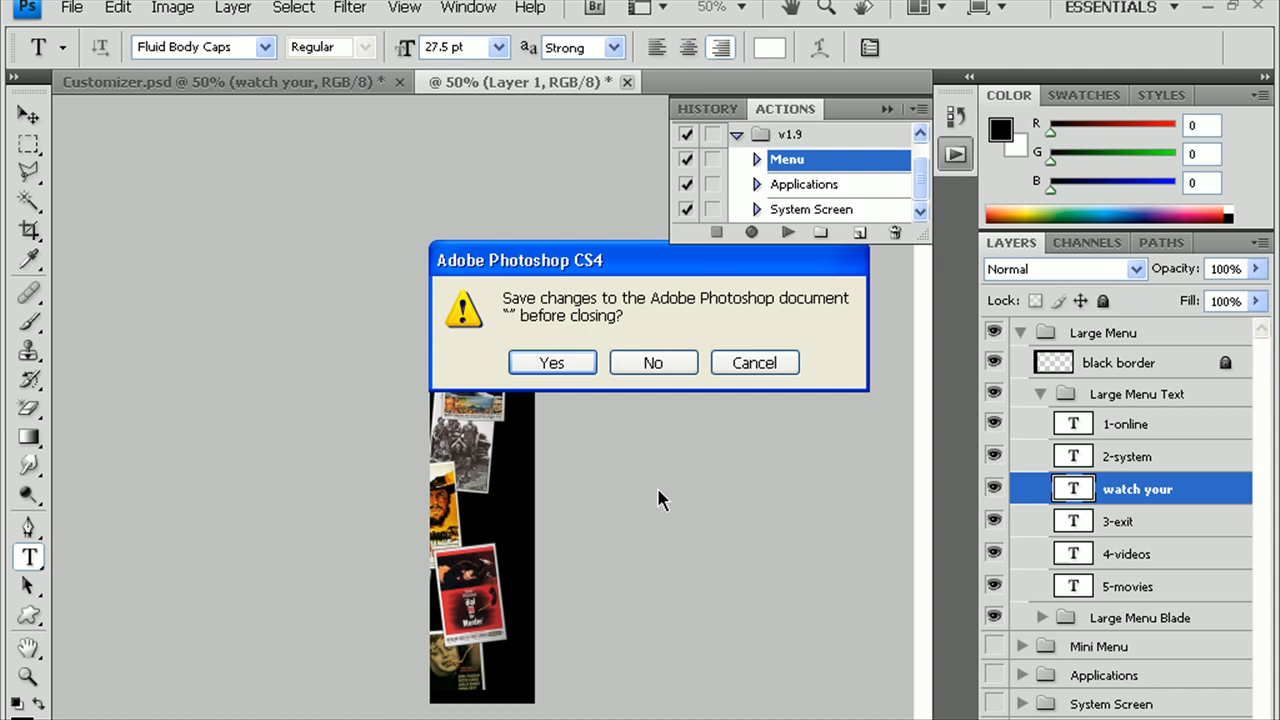 Ps File Edit Image Layer Select Filter View Window Help Br 50% ESSENTIALS
T Fluid Body Caps Regular T 27.5 pt aa Strong
Customizer.psd @ 50% (watch your, RGB/8) * @ 50% (Layer 1, RGB/8) *
HISTORY ACTIONS
v1.9
Menu
Applications
System Screen
Adobe Photoshop CS4
Save changes to the Adobe Photoshop document
“” before closing?
Yes No Cancel
T
COLOR SWATCHES STYLES
R 0
G 0
B 0
LAYERS CHANNELS PATHS
Normal Opacity: 100%
Lock: Fill: 100%
Large Menu
black border
Large Menu Text
T 1-online
T 2-system
T watch your
T 3-exit
T 4-videos
T 5-movies
Large Menu Blade
Mini Menu
Applications
System Screen